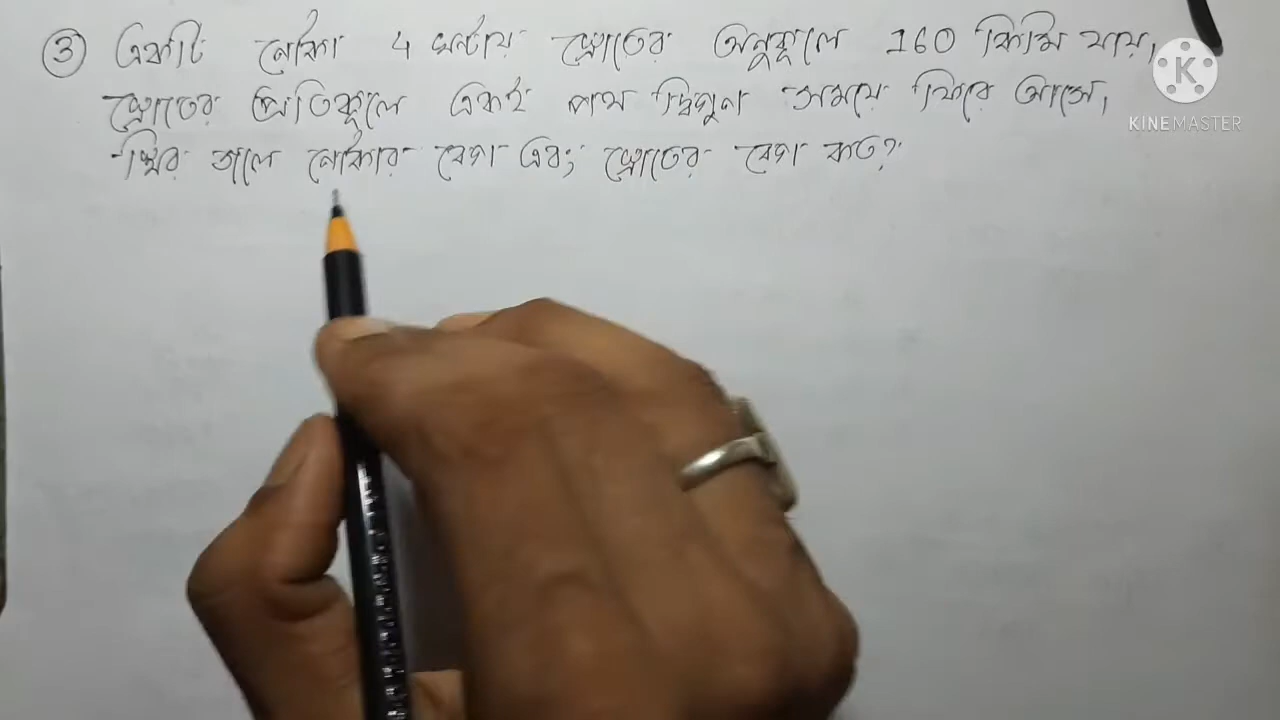 ③ একটি নৌকা 4 ঘন্টায় স্রোতের অনুকূলে 160 কিমি যায়,
স্রোতের প্রতিকূলে একই পথ দ্বিগুণ সময়ে ফিরে আসে,
স্থির জলে নৌকার বেগ এবং স্রোতের বেগ কত?
KINEMASTER